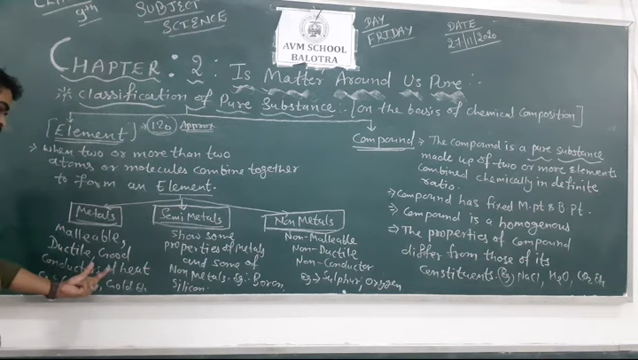 9th
SUBJECT
SCIENCE
AVM SCHOOL
BALOTRA
DAY
FRIDAY
DATE
27/11/2020
CHAPTER: 2: Is Matter Around Us Pure :-
* Classification of Pure Substance.. [on the basis of chemical composition]
Element 120 Approx
-> When two or more than two
atoms or molecules combine together
to form an Element.
Metals
Malleable,
Ductile, Good
Conductor of heat
Gold Etc
Semi Metals
Show some
properties of Metals
and some of
Non Metals. Eg:- Boron,
Silicon.
Non Metals
Non-Malleable
Non-Ductile
Non-Conductor
Eg:- Sulphur, Oxygen
Compound -> The compound is a pure substance
made up of two or more elements
combined chemically in definite
ratio.
-> Compound has fixed M.pt & B.pt.
-> Compound is a homogenous
-> The properties of compound
differ from those of its
constituents. Eg) NaCl, H2O, CO2 Etc